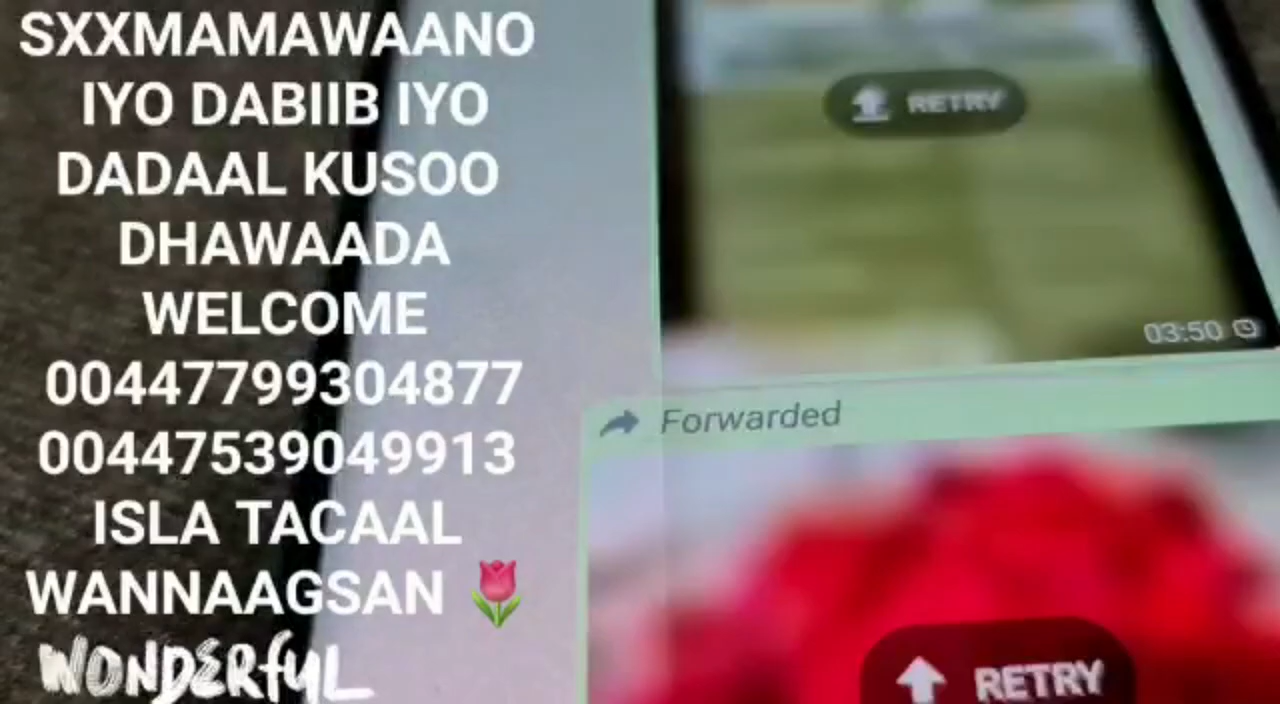 SXXMAMAWAANO
IYO DABIIB IYO
DADAAL KUSOO
DHAWAADA
WELCOME
00447799304877
00447539049913
ISLA TACAAL
WANNAAGSAN 🌷
WONDERfUL
RETRY
03:50
Forwarded
RETRY